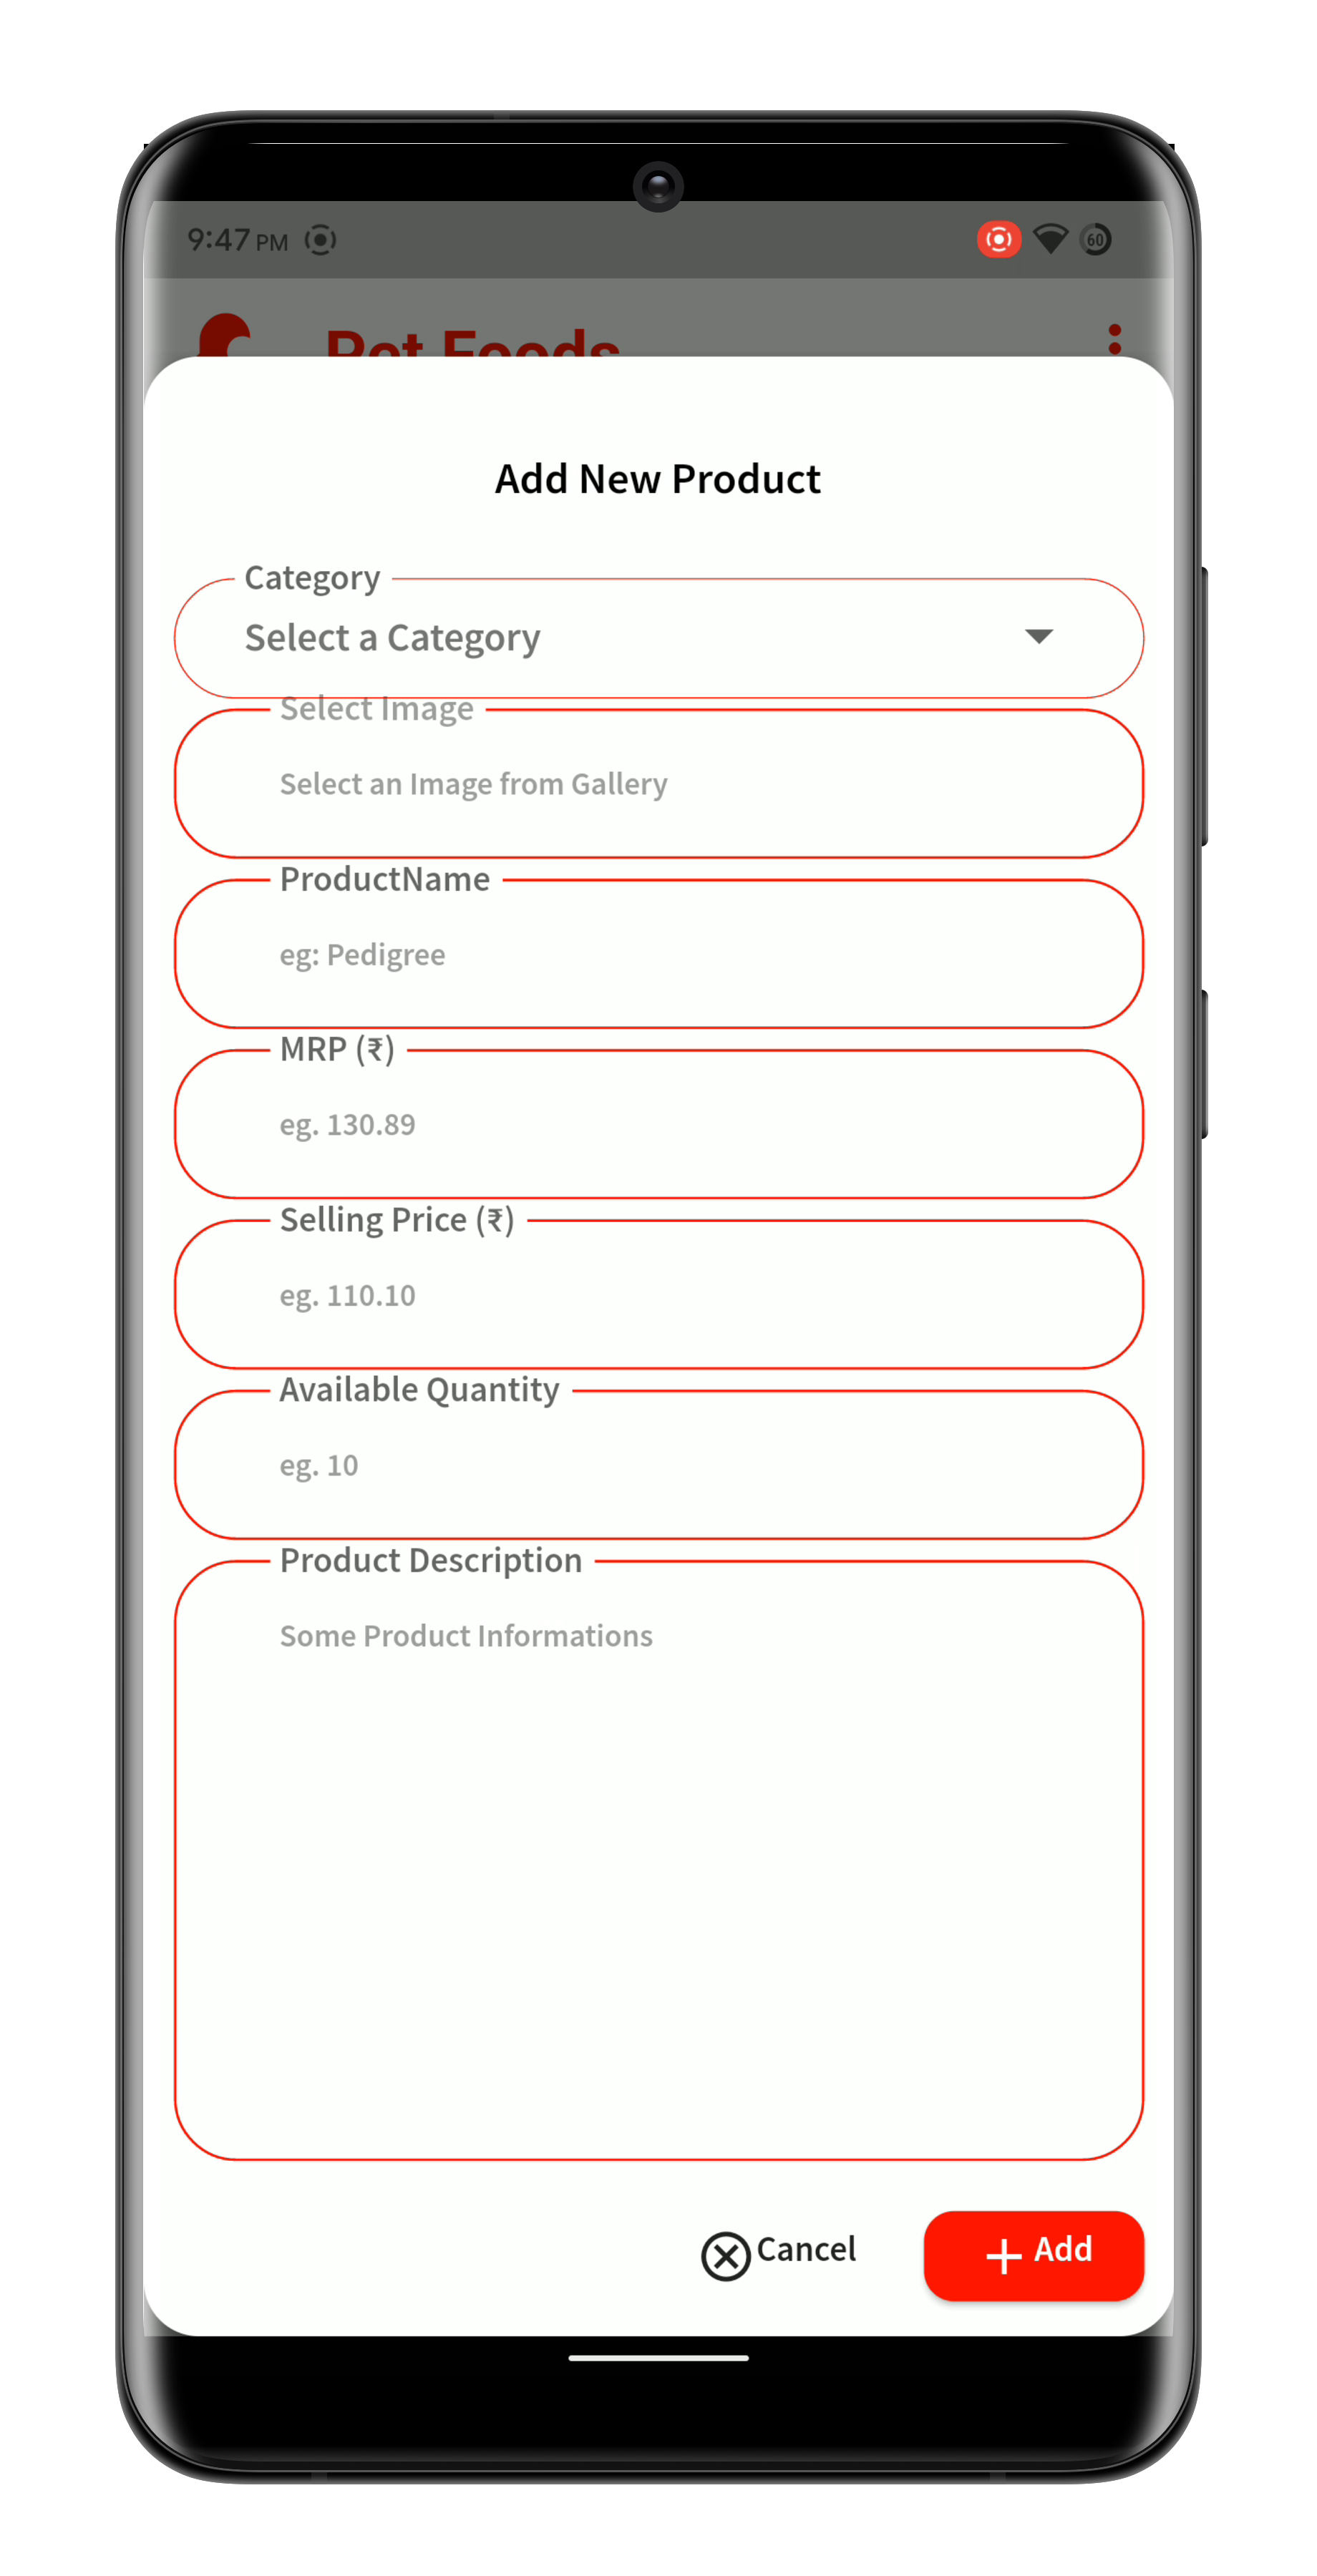 9:47 PM
60
Pet Foods
Add New Product
Category
Select a Category
Select Image
Select an Image from Gallery
ProductName
eg: Pedigree
MRP (₹)
eg. 130.89
Selling Price (₹)
eg. 110.10
Available Quantity
eg. 10
Product Description
Some Product Informations
Cancel
Add